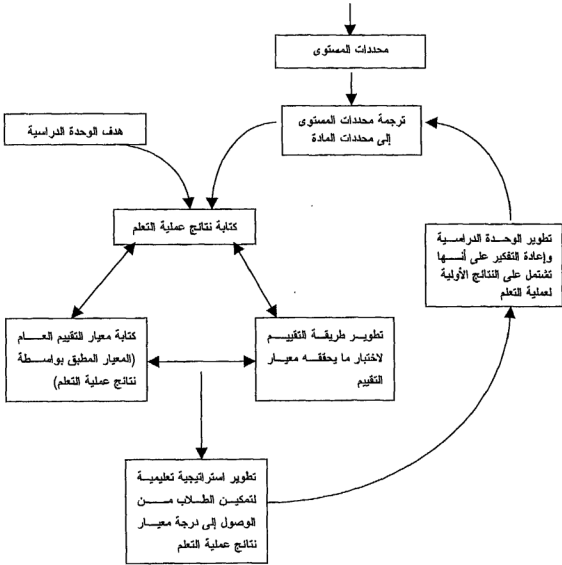 محددات المستوى
ترجمة محددات المستوى
إلى محددات المادة
هدف الوحدة الدراسية
كتابة نتائج عملية التعلم
تطوير الوحدة الدراسية
وإعادة التفكير على أنها
تشتمل على النتائج الأولية
لعملية التعلم
تطوير طريقة التقييم
لاختبار ما يحققه معيار
التقييم
كتابة معيار التقييم العام
(المعيار المطبق بواسطة
نتائج عملية التعلم)
تطوير استراتيجية تعليمية
لتمكين الطلاب من
الوصول إلى درجة معيار
نتائج عملية التعلم